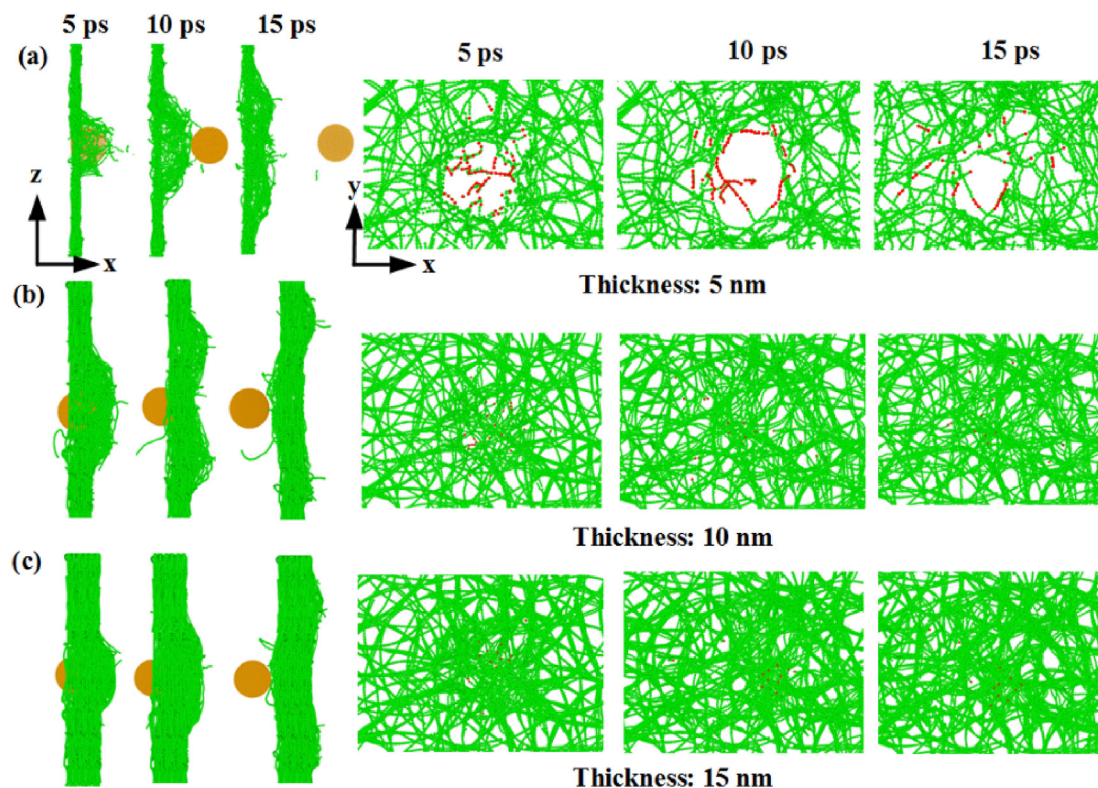 5 ps 10 ps 15 ps
(a)
5 ps 10 ps 15 ps
z
x
y
x
Thickness: 5 nm
(b)
Thickness: 10 nm
(c)
Thickness: 15 nm